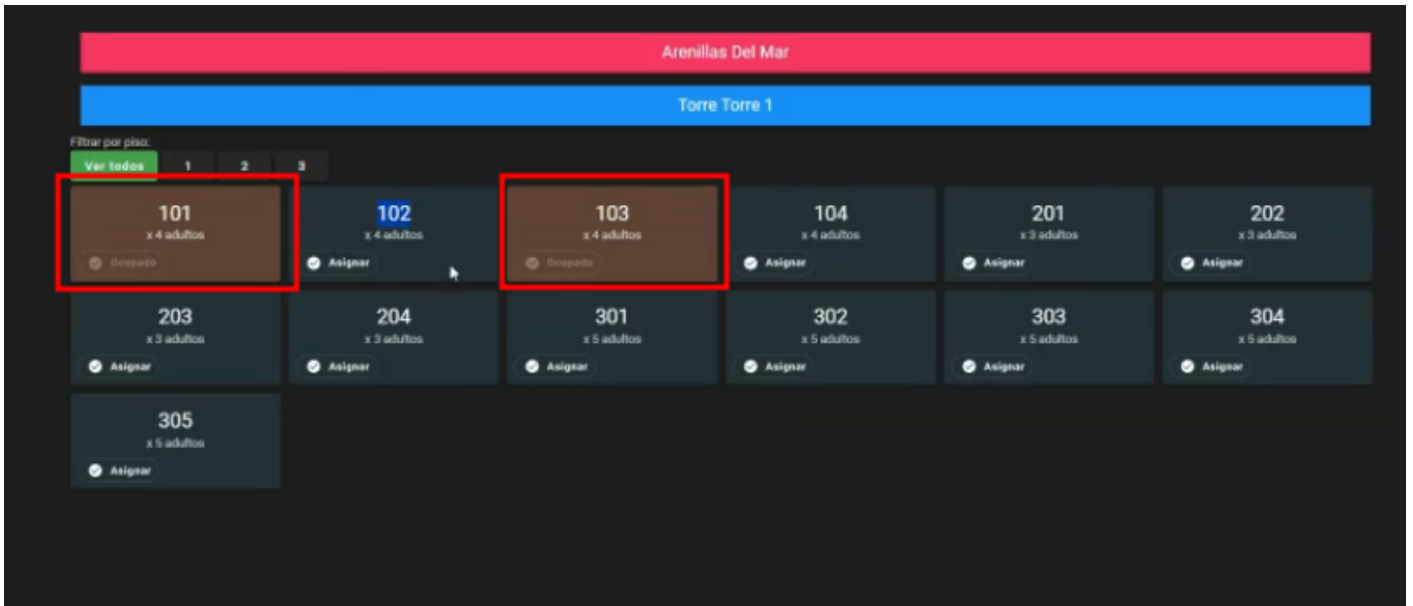 Arenillas Del Mar
Torre Torre 1
Filtrar por piso:
Ver todos 1 2 3
101 102 103 104 201 202
x 4 adultos x 4 adultos x 4 adultos x 4 adultos x 3 adultos x 3 adultos
Ocupado Asignar Ocupado Asignar Asignar Asignar
203 204 301 302 303 304
x 3 adultos x 3 adultos x 5 adultos x 5 adultos x 5 adultos x 5 adultos
Asignar Asignar Asignar Asignar Asignar Asignar
305
x 5 adultos
Asignar